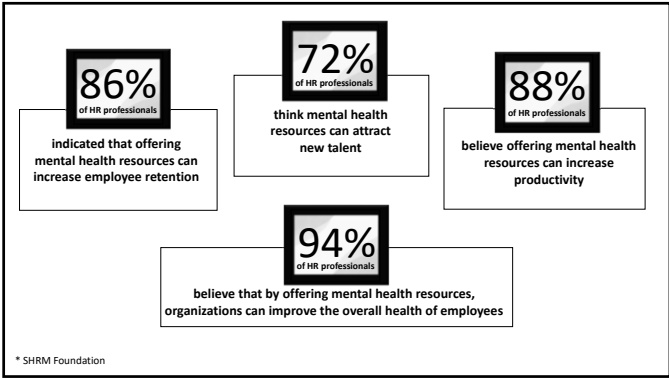 86%
of HR professionals
indicated that offering
mental health resources can
increase employee retention
72%
of HR professionals
think mental health
resources can attract
new talent
88%
of HR professionals
believe offering mental health
resources can increase
productivity
94%
of HR professionals
believe that by offering mental health resources,
organizations can improve the overall health of employees
* SHRM Foundation